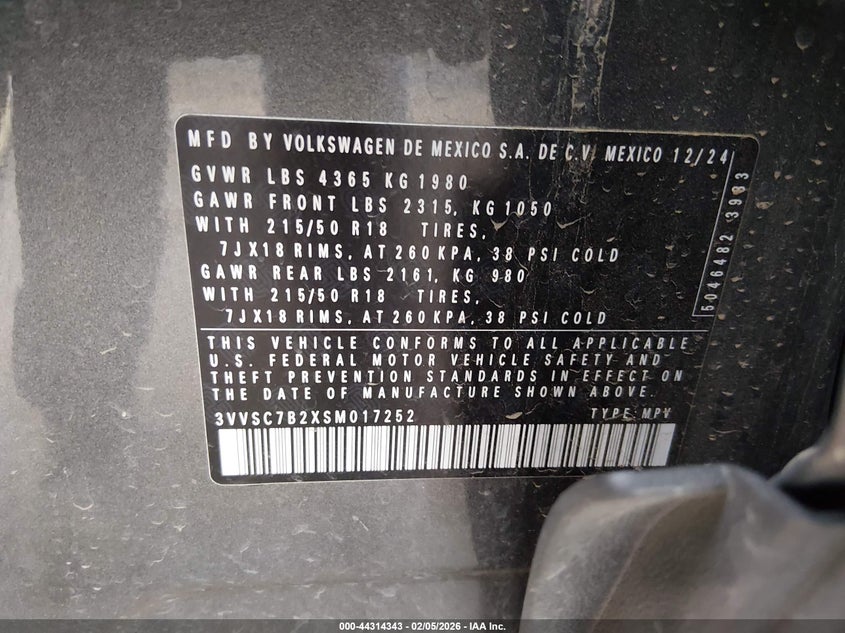 MFD BY VOLKSWAGEN DE MEXICO S.A. DE C.V. MEXICO 12/24
GVWR LBS 4365 KG 1980
GAWR FRONT LBS 2315, KG 1050
WITH 215/50 R18 TIRES,
7JX18 RIMS, AT 260 KPA, 38 PSI COLD
GAWR REAR LBS 2161, KG 980
WITH 215/50 R18 TIRES,
7JX18 RIMS, AT 260 KPA, 38 PSI COLD
THIS VEHICLE CONFORMS TO ALL APPLICABLE
U.S. FEDERAL MOTOR VEHICLE SAFETY AND
THEFT PREVENTION STANDARDS IN EFFECT ON
THE DATE OF MANUFACTURE SHOWN ABOVE.
3VVSC7B2XSM017252 TYPE MPV
5046482 3983
000-44314343 - 02/05/2026 - IAA Inc.